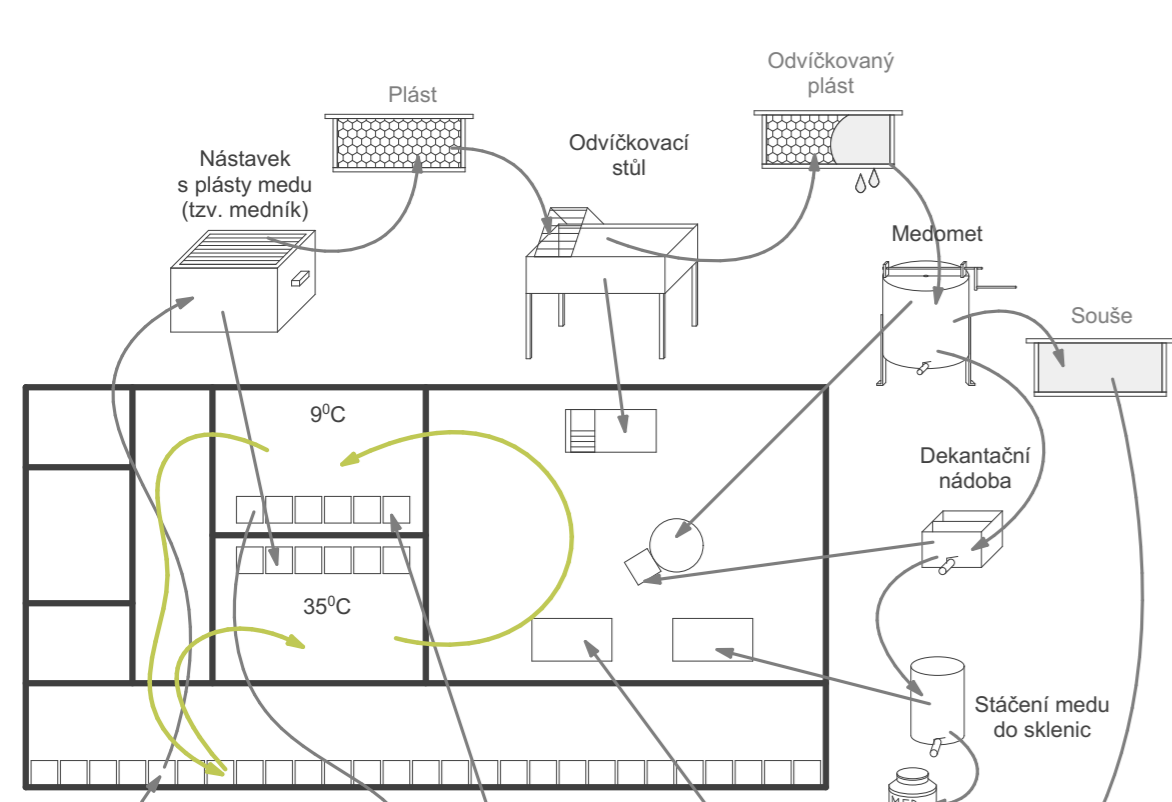 Odvíčkovaný
plást
Plást
Odvíčkovací
stůl
Nástavek
s plásty medu
(tzv. medník)
Medomet
Souše
9⁰C
Dekantační
nádoba
35⁰C
Stáčení medu
do sklenic
MED